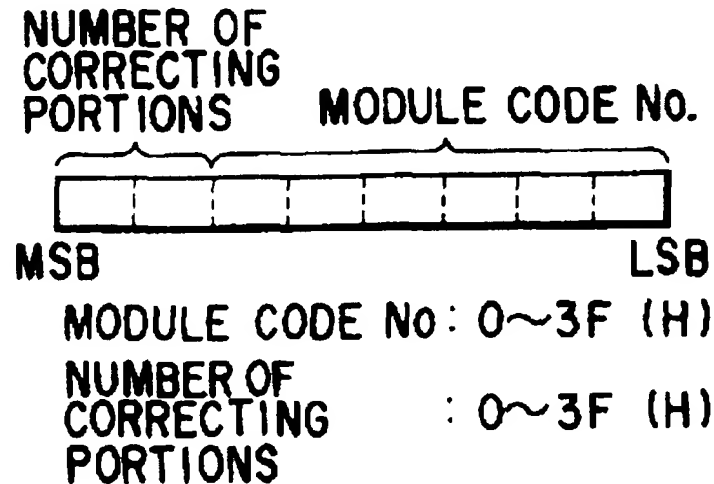 NUMBER OF
CORRECTING
PORTIONS
MODULE CODE No.
MSB
LSB
MODULE CODE No: 0~3F (H)
NUMBER OF
CORRECTING : 0~3F (H)
PORTIONS